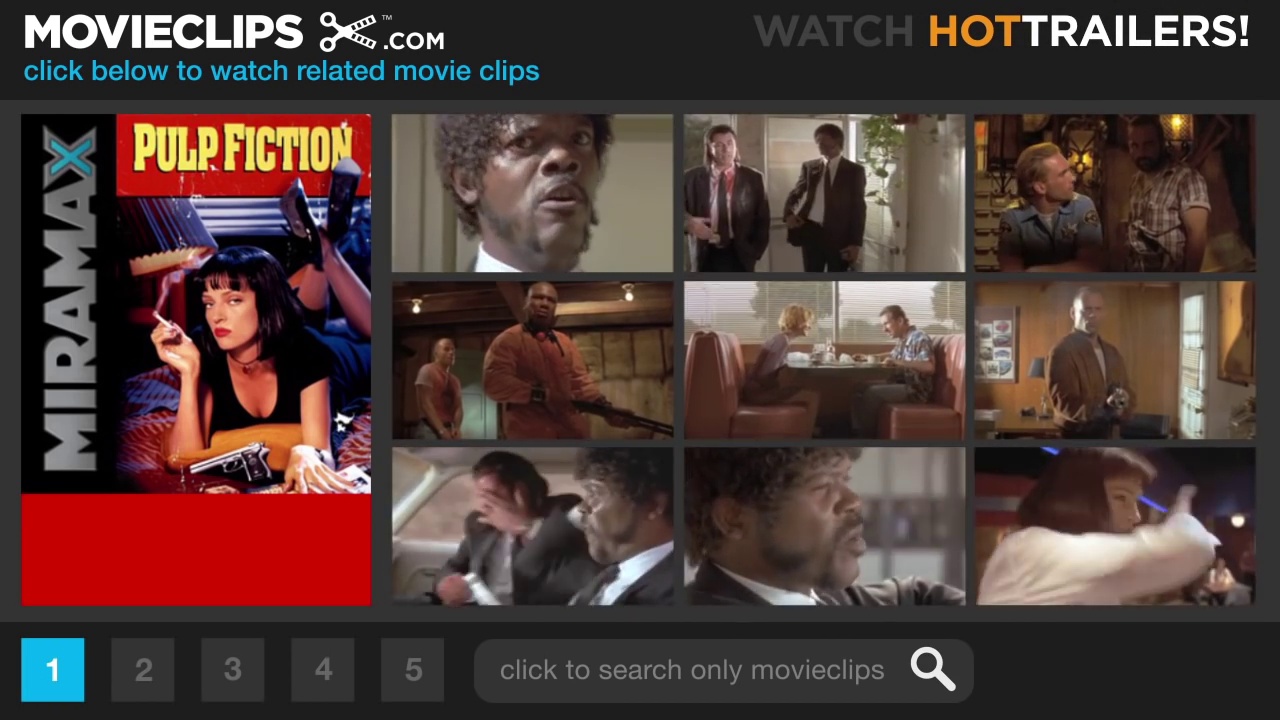 MOVIECLIPS ™ .COM
click below to watch related movie clips
WATCH HOTTRAILERS!
MIRAMAX
PULP FICTION
1 2 3 4 5
click to search only movieclips